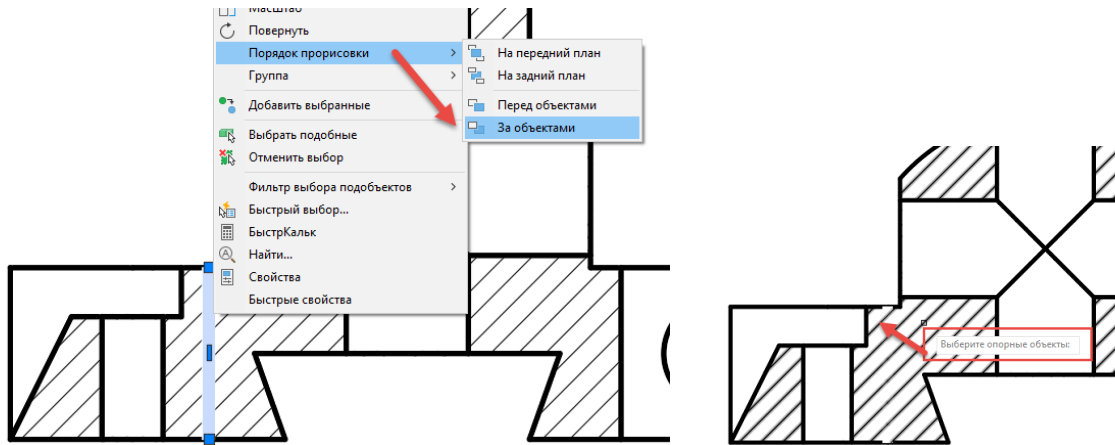 Масштаб
Повернуть
Порядок прорисовки
Группа
Добавить выбранные
Выбрать подобные
Отменить выбор
Фильтр выбора подобъектов
Быстрый выбор...
БыстрКальк
Найти...
Свойства
Быстрые свойства
На передний план
На задний план
Перед объектами
За объектами
Выберите опорные объекты: